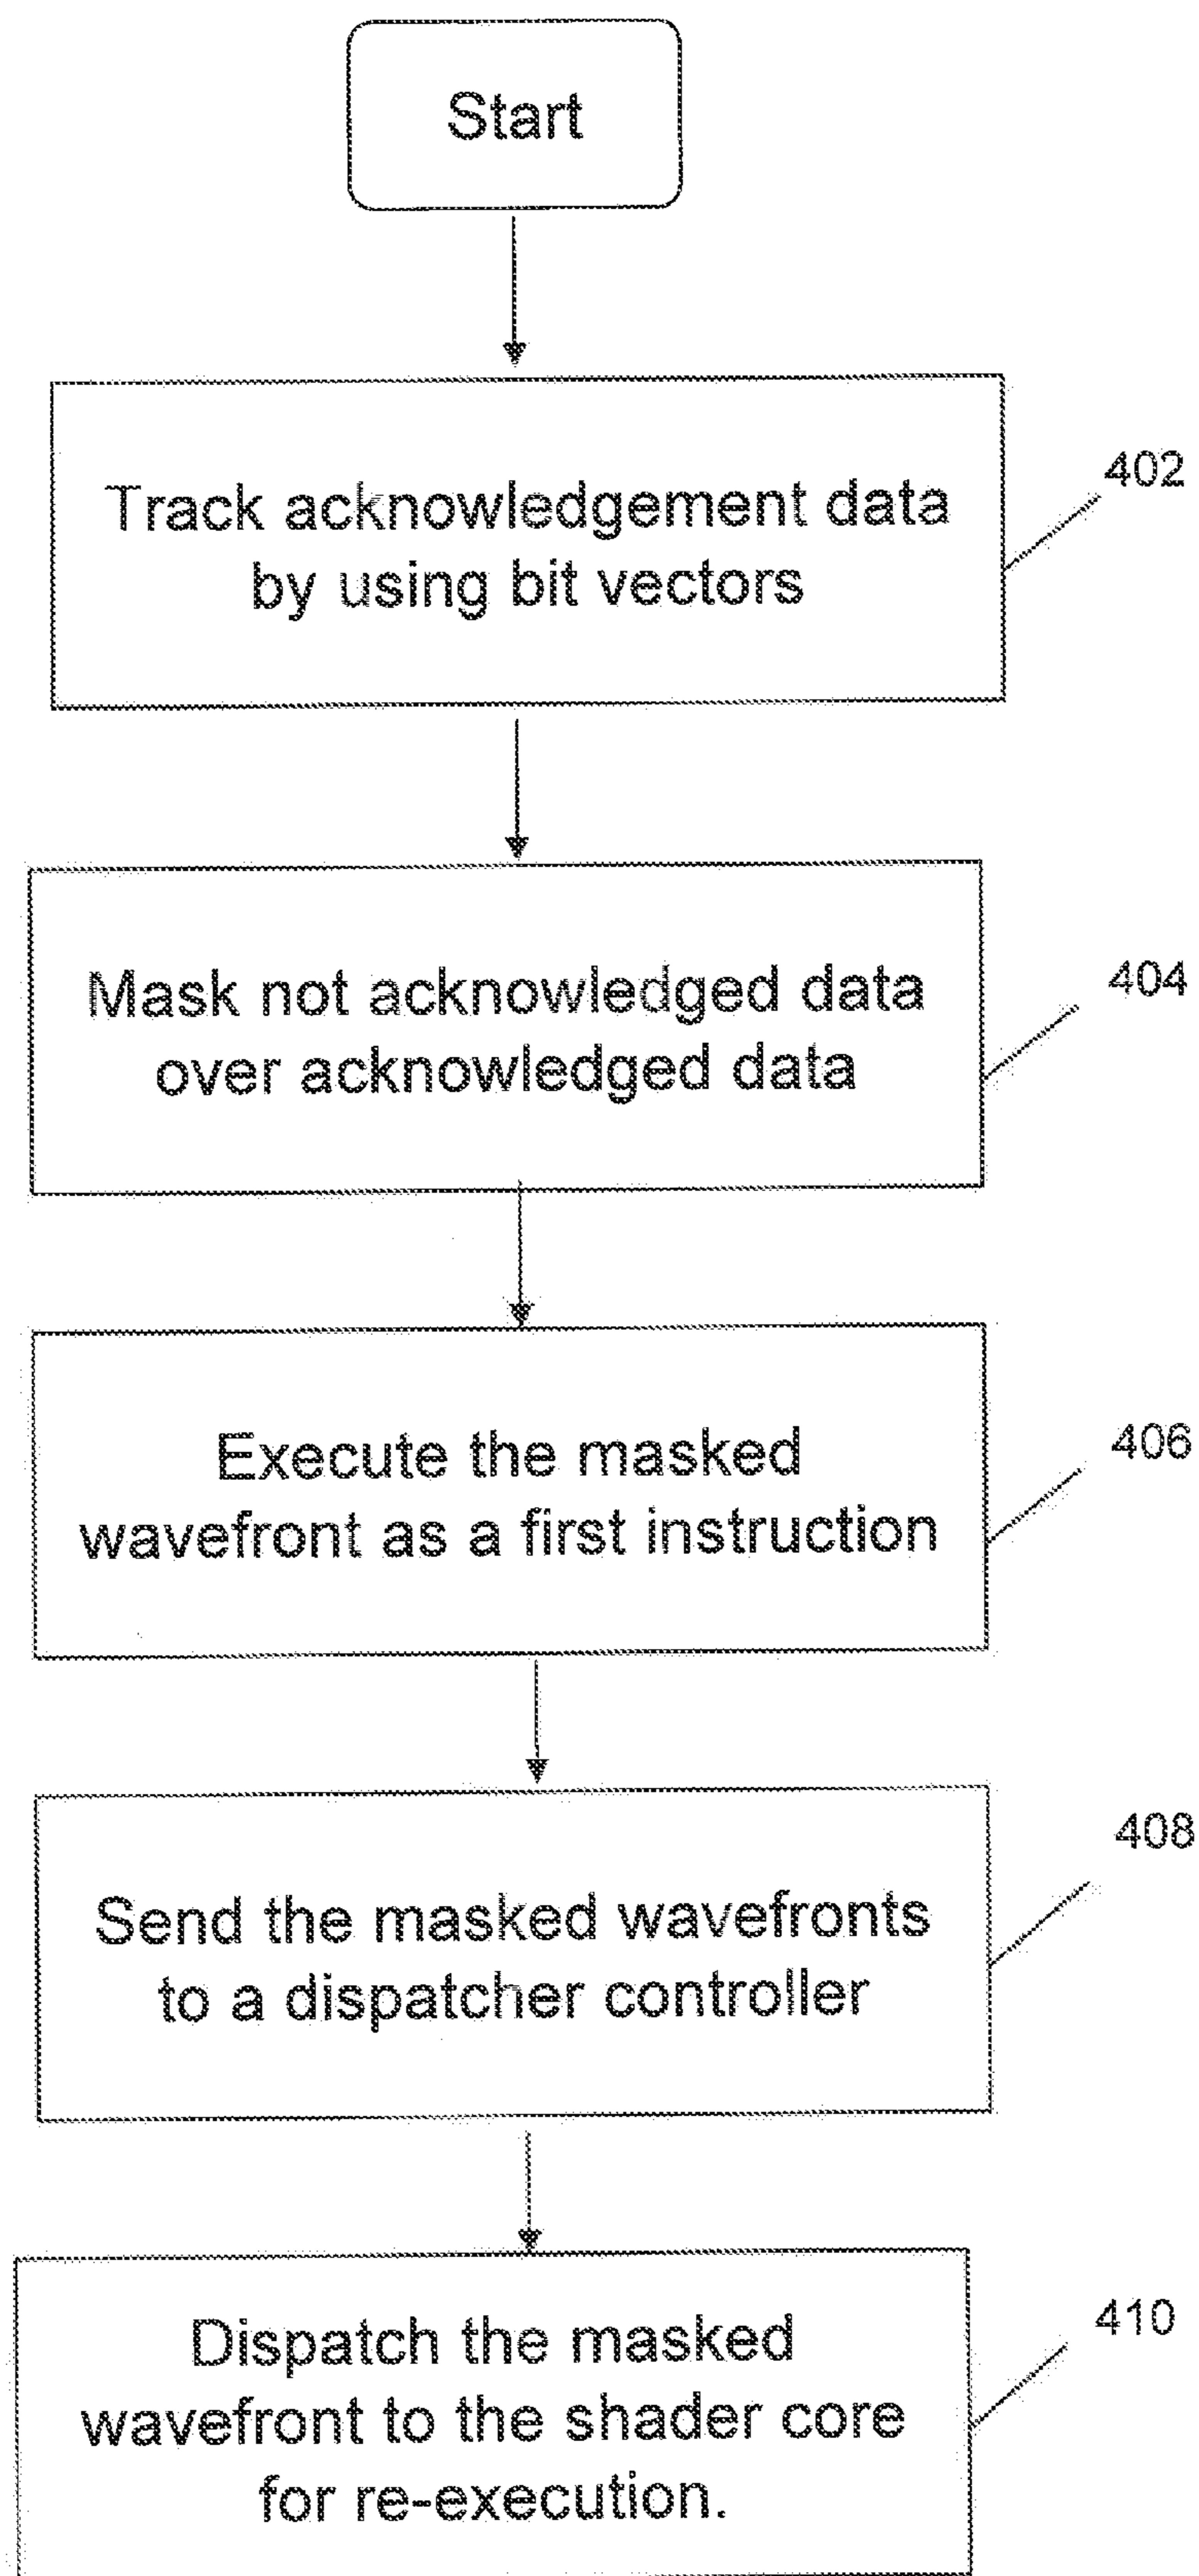 Start
Track acknowledgement data
by using bit vectors
402
Mask not acknowledged data
over acknowledged data
404
Execute the masked
wavefront as a first instruction
406
Send the masked wavefronts
to a dispatcher controller
408
Dispatch the masked
wavefront to the shader core
for re-execution.
410